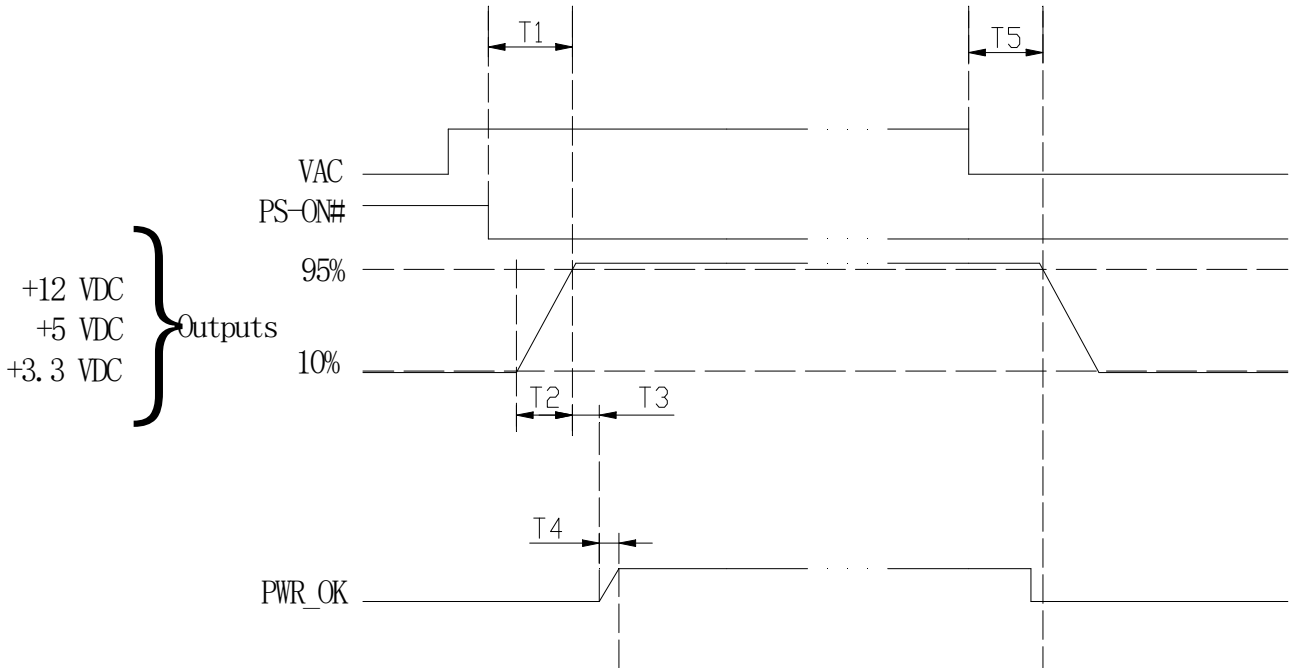 T1
T5
VAC
PS-ON#
95%
+12 VDC
+5 VDC
Outputs
+3.3 VDC
10%
T2
T3
T4
PWR_OK